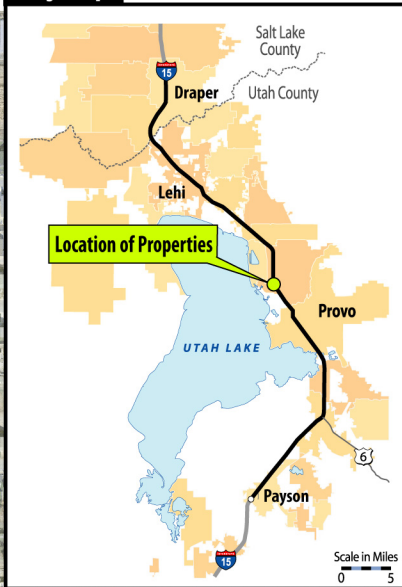 Salt Lake
County
15
Draper
Utah County
Lehi
Location of Properties
Provo
UTAH LAKE
6
Payson
15
Scale in Miles
0 5